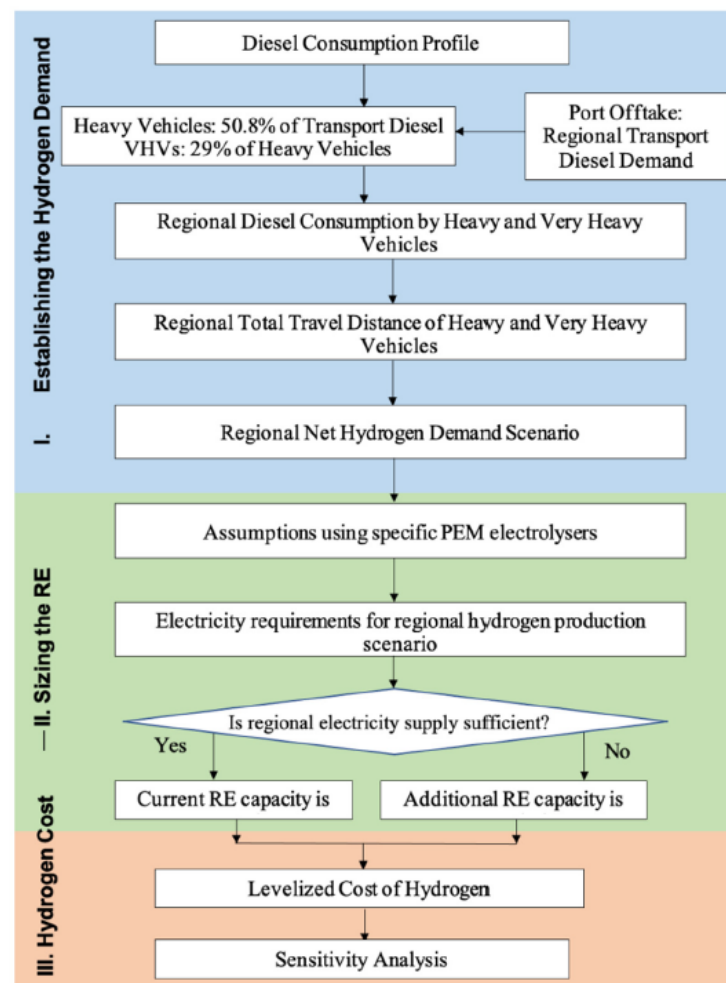 I. Establishing the Hydrogen Demand
Diesel Consumption Profile
Heavy Vehicles: 50.8% of Transport Diesel
VHVs: 29% of Heavy Vehicles
Port Offtake:
Regional Transport
Diesel Demand
Regional Diesel Consumption by Heavy and Very Heavy
Vehicles
Regional Total Travel Distance of Heavy and Very Heavy
Vehicles
Regional Net Hydrogen Demand Scenario
—II. Sizing the RE
Assumptions using specific PEM electrolysers
Electricity requirements for regional hydrogen production
scenario
Is regional electricity supply sufficient?
Yes
No
Current RE capacity is
Additional RE capacity is
III. Hydrogen Cost
Levelized Cost of Hydrogen
Sensitivity Analysis